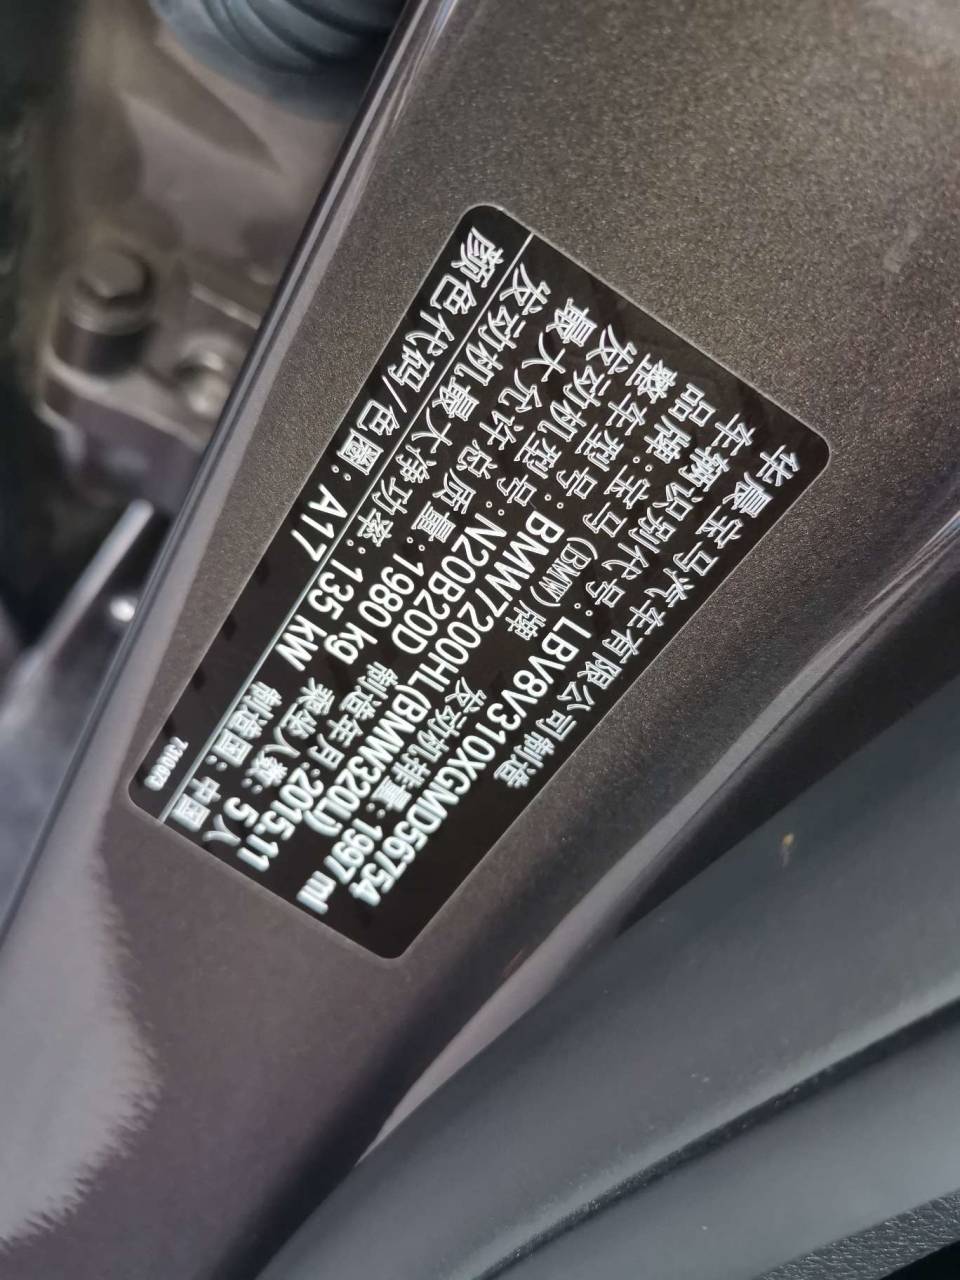 华晨宝马汽车有限公司制造
车辆识别代号：LBV8V310XGMD56754
品牌：宝马（BMW）牌 发动机排量：1997 ml
整车型号：BMW7200HL(BMW320Li)
发动机型号：N20B20D 制造年月：2015.11
最大允许总质量：1980 kg 乘坐人数：5人
发动机最大净功率：135 kW 制造国：中国
颜色代码/色圈：A17